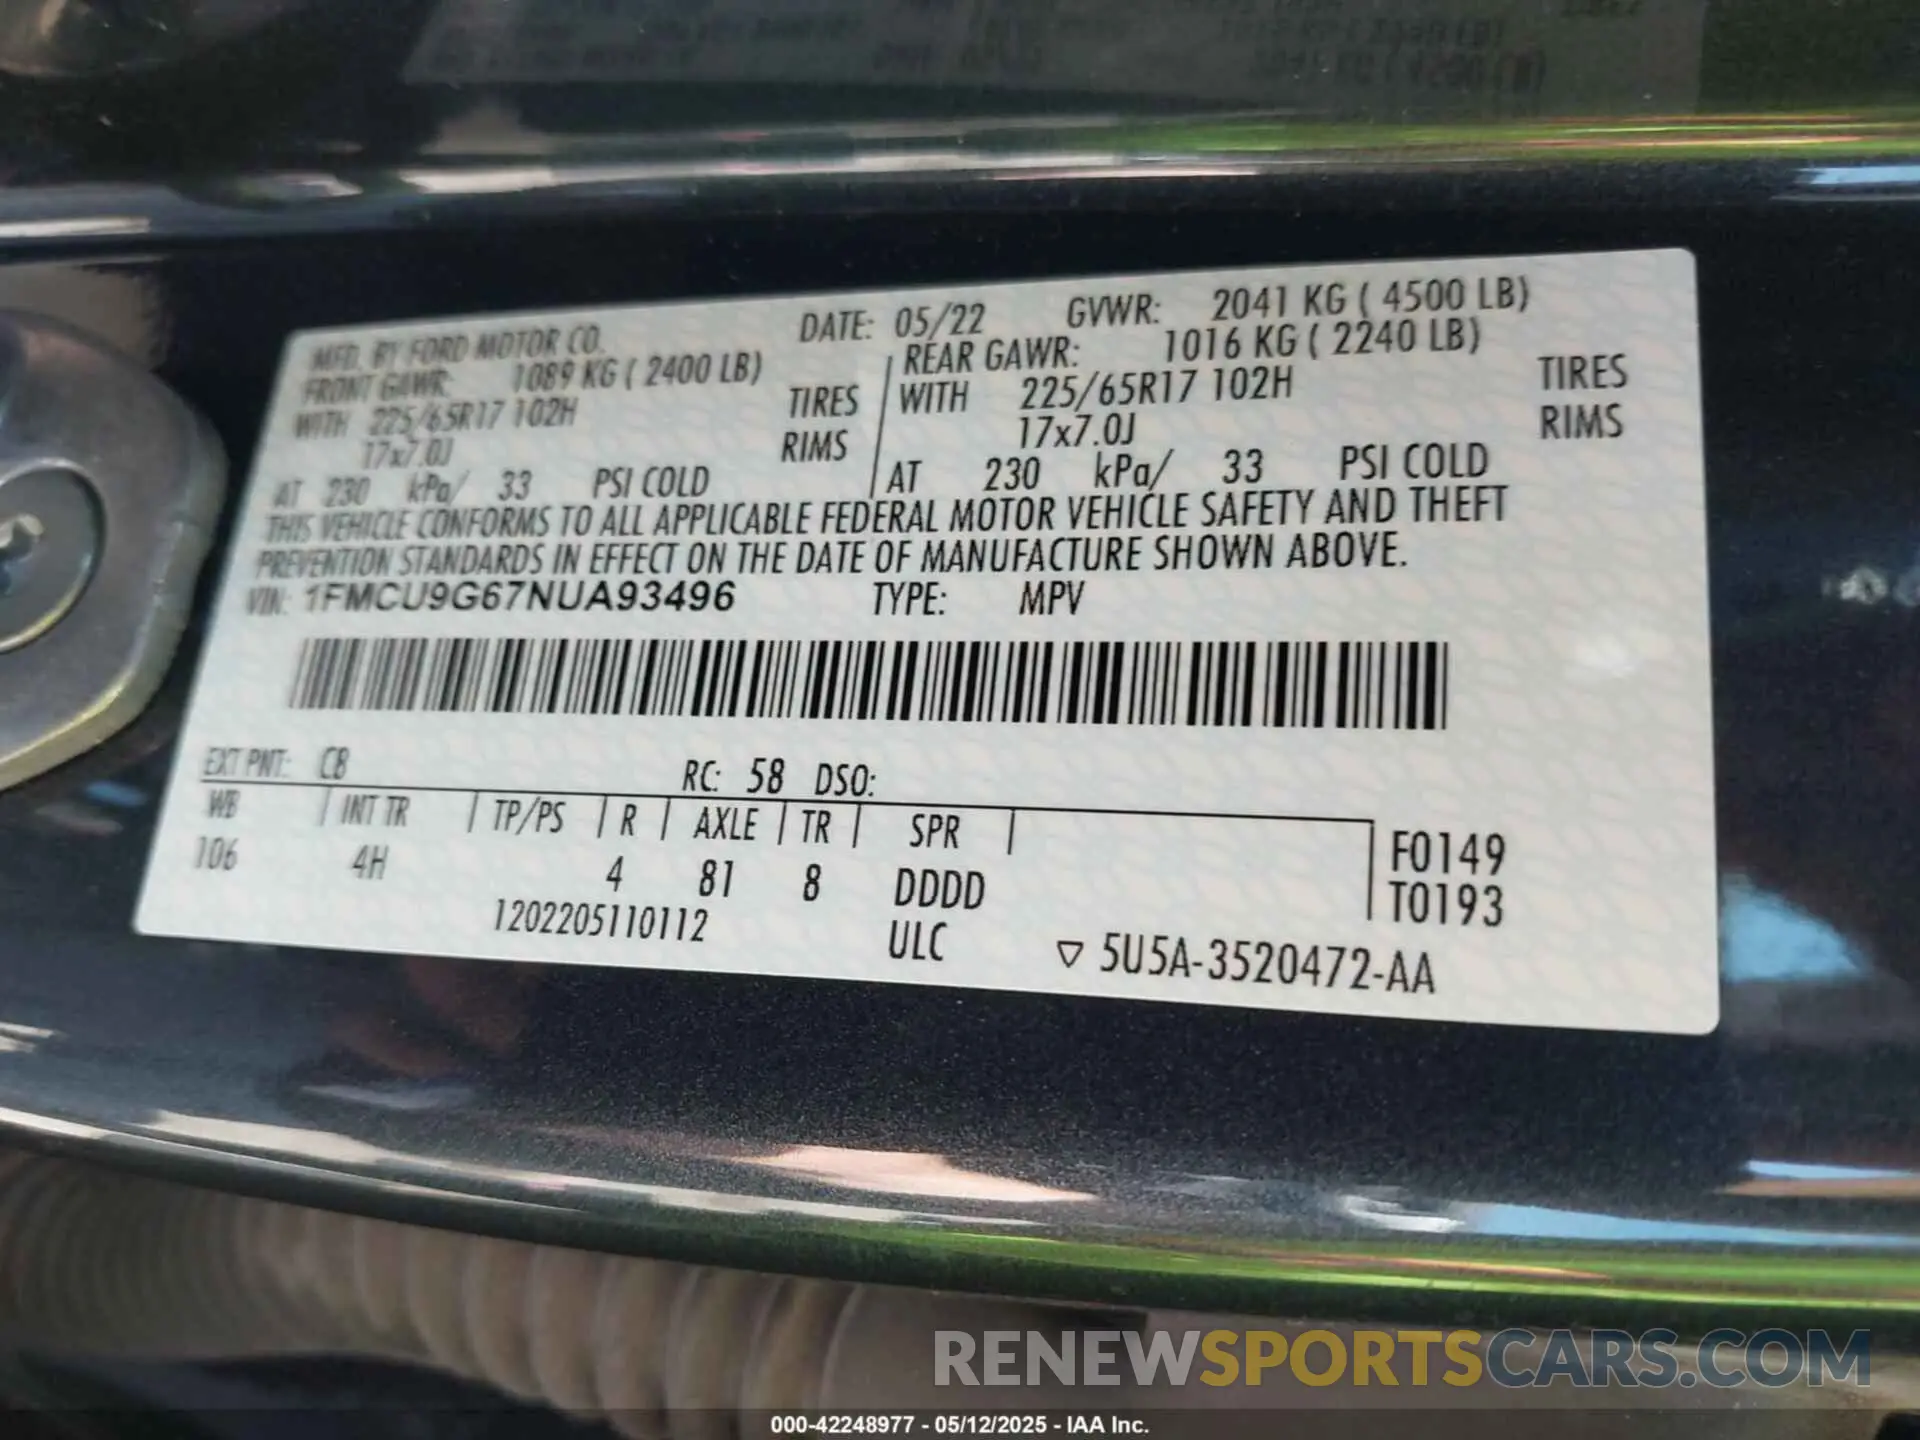 MFD. BY FORD MOTOR CO. DATE: 05/22 GVWR: 2041 KG ( 4500 LB)
FRONT GAWR: 1089 KG ( 2400 LB) REAR GAWR: 1016 KG ( 2240 LB)
WITH 225/65R17 102H TIRES WITH 225/65R17 102H TIRES
17x7.0J RIMS 17x7.0J RIMS
AT 230 kPa/ 33 PSI COLD AT 230 kPa/ 33 PSI COLD
THIS VEHICLE CONFORMS TO ALL APPLICABLE FEDERAL MOTOR VEHICLE SAFETY AND THEFT
PREVENTION STANDARDS IN EFFECT ON THE DATE OF MANUFACTURE SHOWN ABOVE.
VIN: 1FMCU9G67NUA93496 TYPE: MPV
EXT PNT: C8 RC: 58 DSO:
WB INT TR TP/PS R AXLE TR SPR
106 4H 4 81 8 DDDD
F0149
T0193
1202205110112 ULC ▽ 5U5A-3520472-AA
RENEWSPORTSCARS.COM
000-42248977 - 05/12/2025 - IAA Inc.